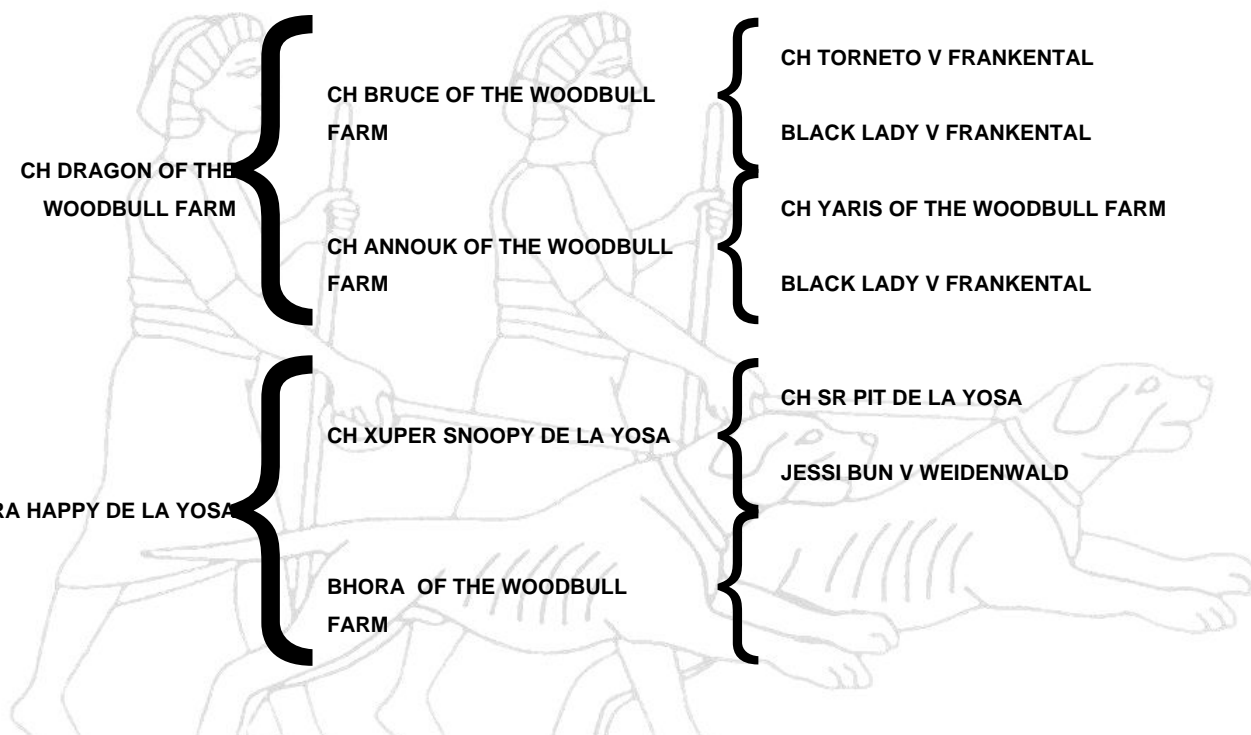 CH DRAGON OF THE
WOODBULL FARM
CH BRUCE OF THE WOODBULL
FARM
CH TORNETO V FRANKENTAL
BLACK LADY V FRANKENTAL
CH ANNOUK OF THE WOODBULL
FARM
CH YARIS OF THE WOODBULL FARM
BLACK LADY V FRANKENTAL
HAPPY DE LA YOSA
CH XUPER SNOOPY DE LA YOSA
CH SR PIT DE LA YOSA
JESSI BUN V WEIDENWALD
BHORA OF THE WOODBULL
FARM